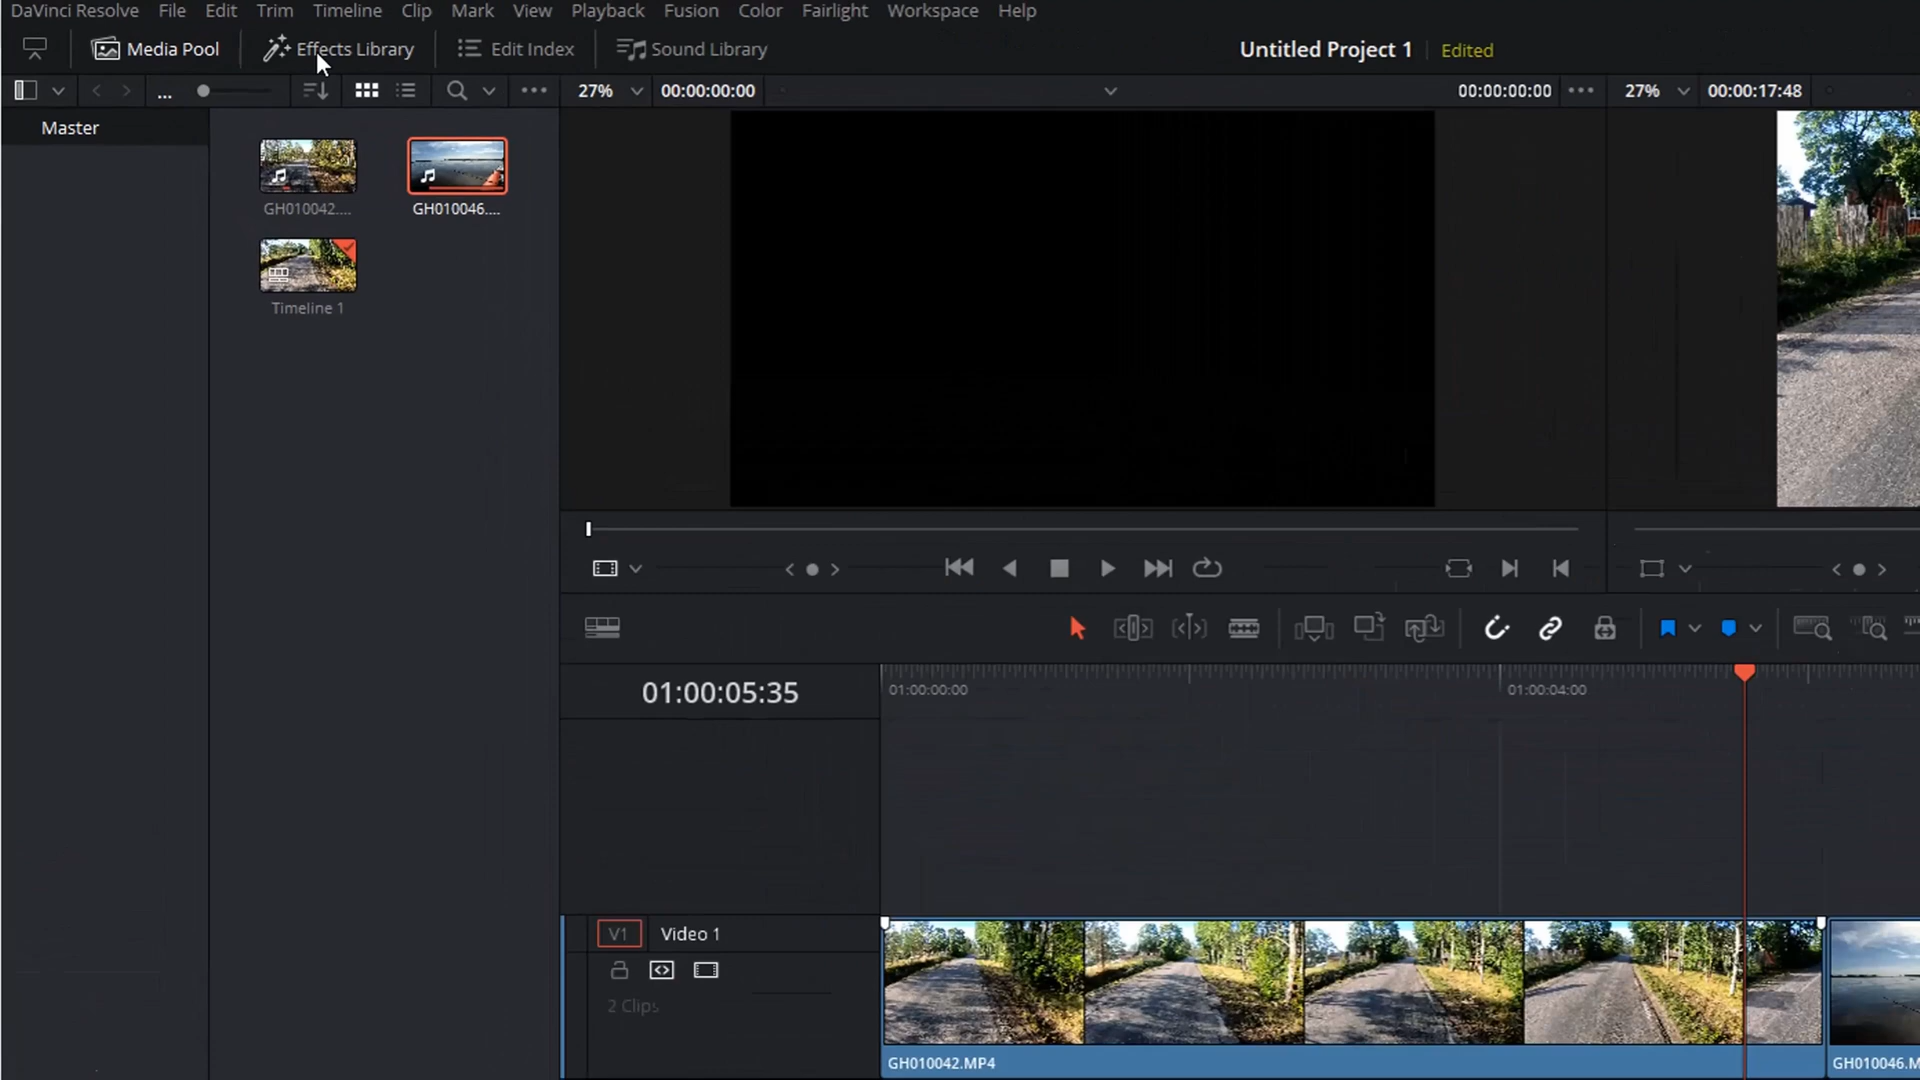 DaVinci Resolve File Edit Trim Timeline Clip Mark View Playback Fusion Color Fairlight Workspace Help
Media Pool Effects Library Edit Index Sound Library Untitled Project 1 Edited
... 27% 00:00:00:00 00:00:00:00 27% 00:00:17:48
Master
GH010042.... GH010046....
Timeline 1
01:00:05:35 01:00:00:00 01:00:04:00
V1 Video 1
2 Clips
GH010042.MP4 GH010046.M